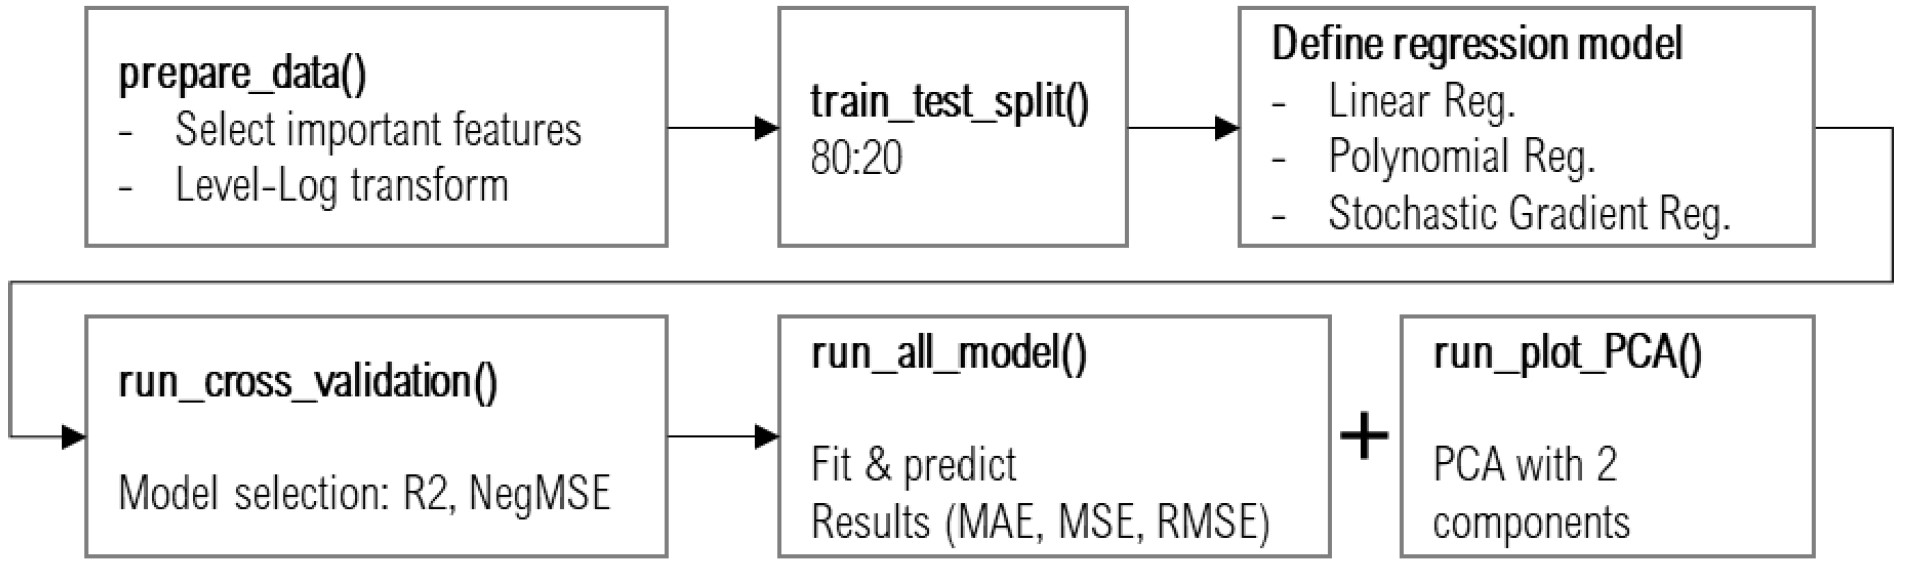 prepare_data()
- Select important features
- Level-Log transform
train_test_split()
80:20
Define regression model
- Linear Reg.
- Polynomial Reg.
- Stochastic Gradient Reg.
run_cross_validation()
Model selection: R2, NegMSE
run_all_model()
Fit & predict
Results (MAE, MSE, RMSE)
+
run_plot_PCA()
PCA with 2
components